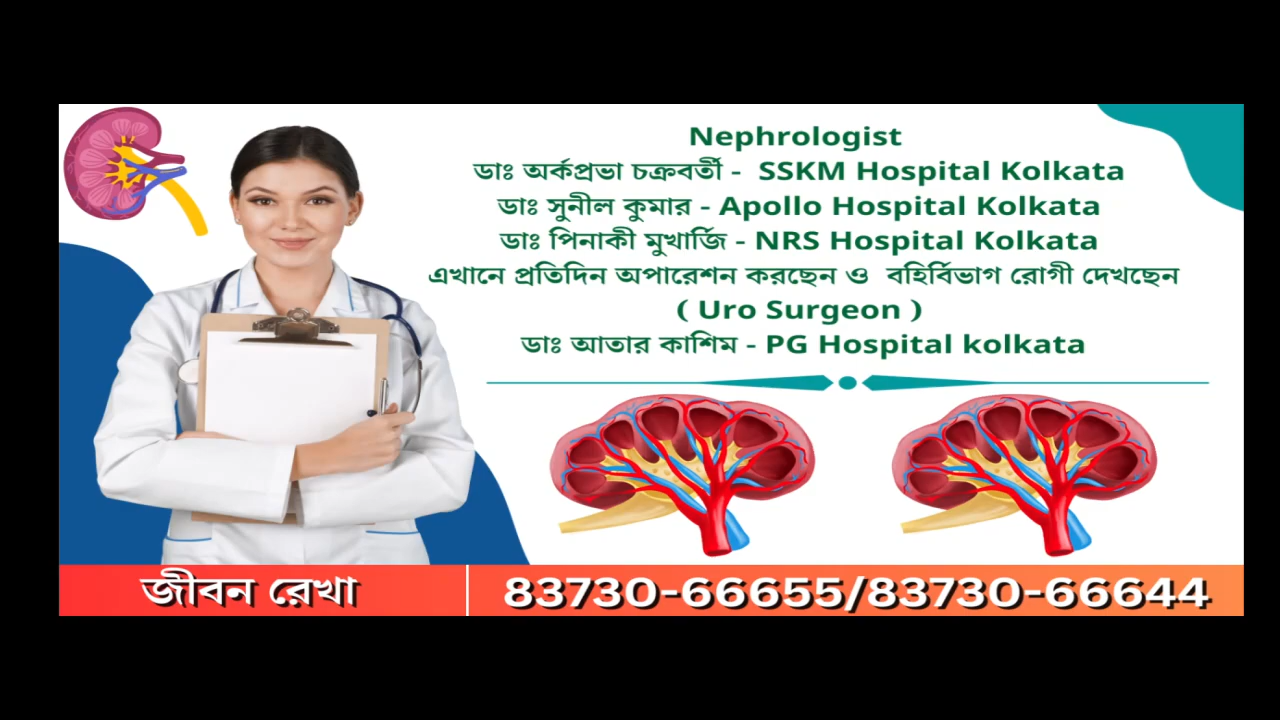 Nephrologist
ডাঃ অর্কপ্রভা চক্রবর্তী - SSKM Hospital Kolkata
ডাঃ সুনীল কুমার - Apollo Hospital Kolkata
ডাঃ পিনাকী মুখার্জি - NRS Hospital Kolkata
এখানে প্রতিদিন অপারেশন করছেন ও বহির্বিভাগ রোগী দেখছেন
( Uro Surgeon )
ডাঃ আতার কাশিম - PG Hospital kolkata
জীবন রেখা
83730-66655/83730-66644